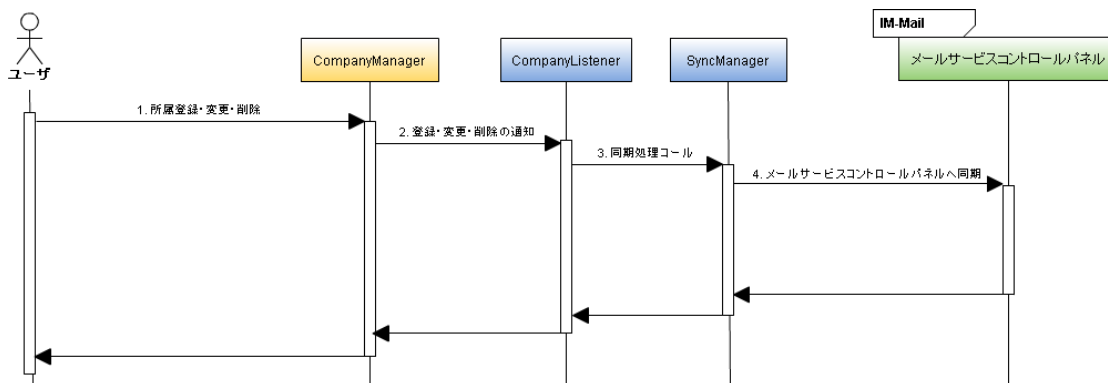 IM-Mail
ユーザ
CompanyManager
CompanyListener
SyncManager
メールサービスコントロールパネル
1.所属登録・変更・削除
2.登録・変更・削除の通知
3.同期処理コール
4.メールサービスコントロールパネルへ同期